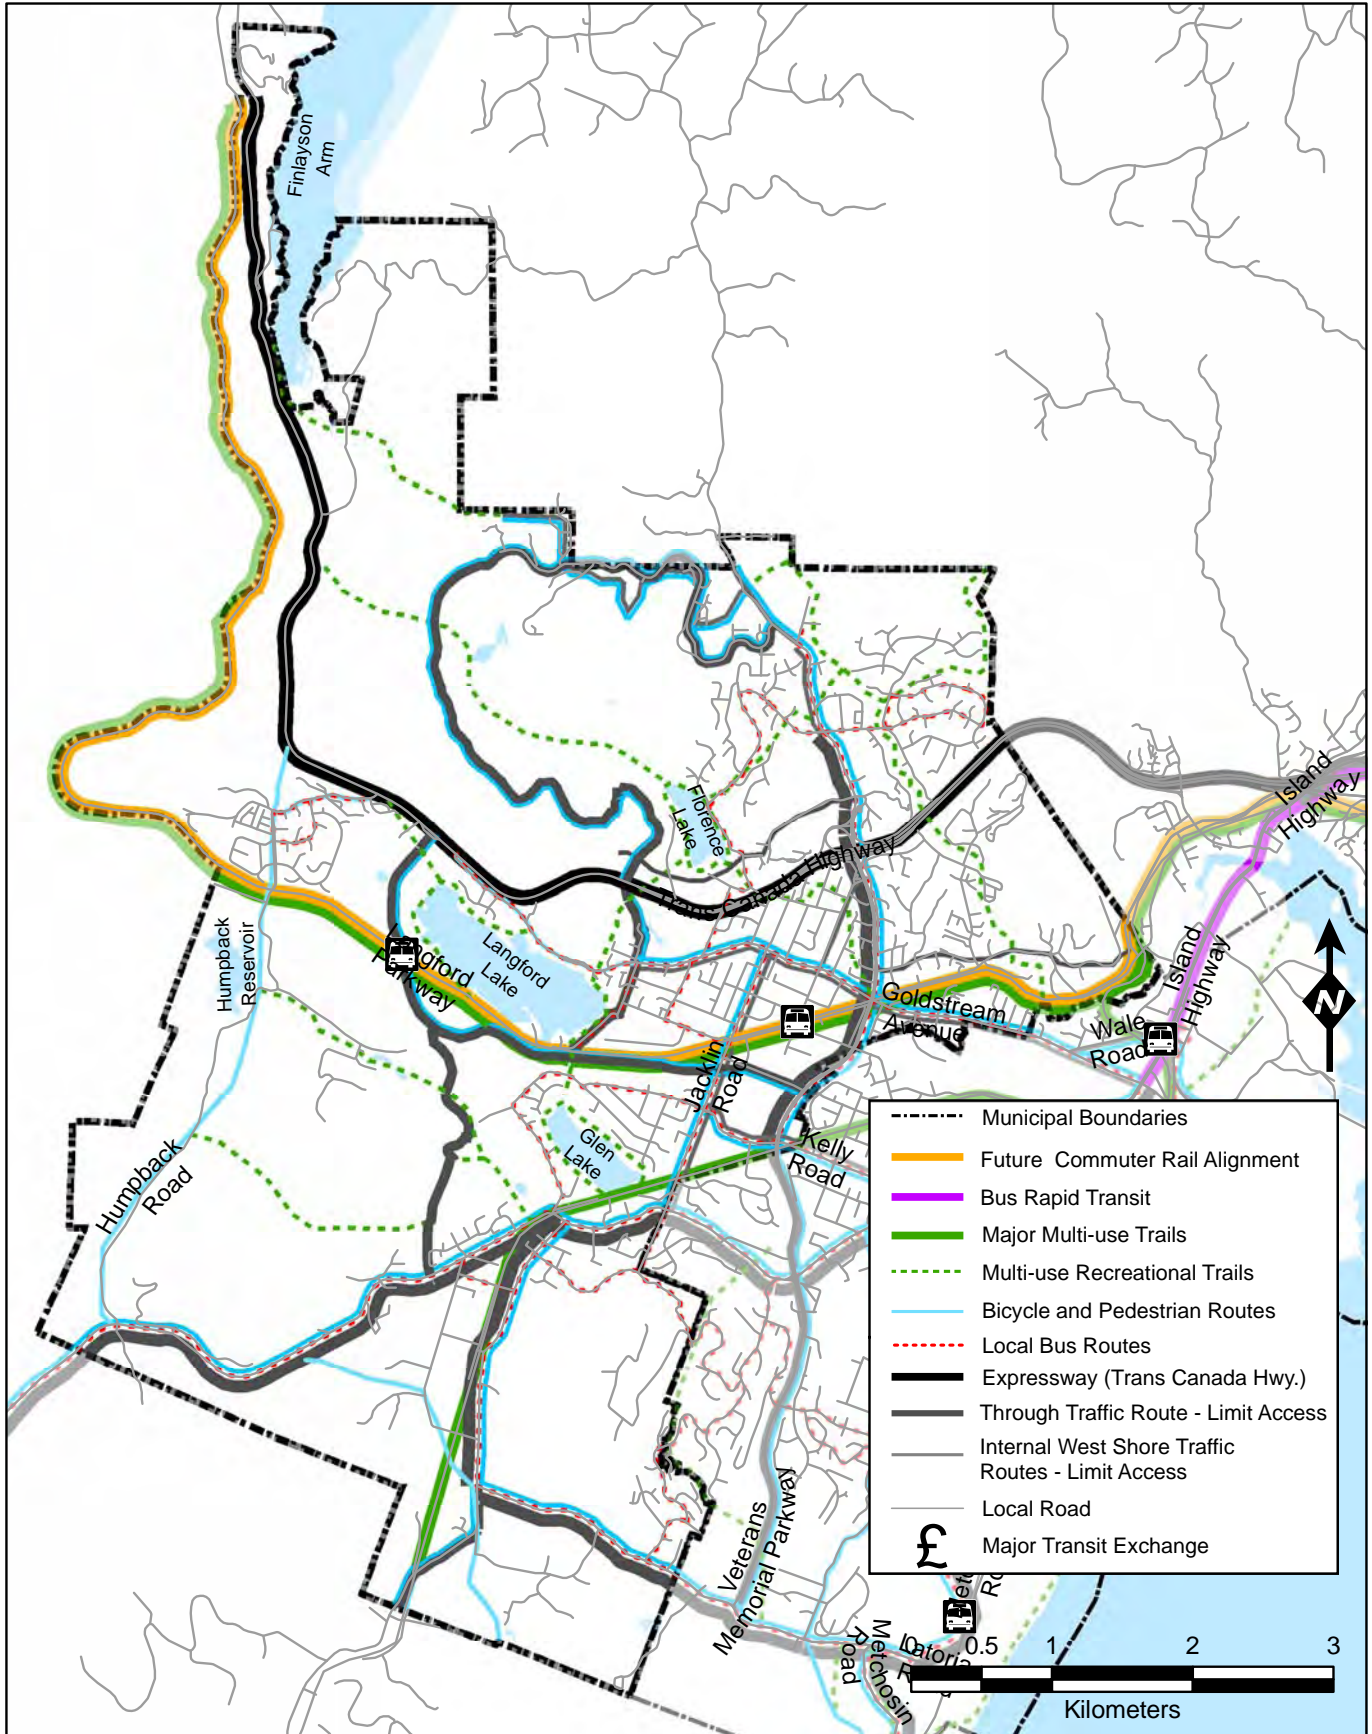 Finlayson
Arm
Florence
Lake
Island
Highway
Trans Canada Highway
Humpback
Reservoir
Langford
Parkway
Langford
Lake
Island
Highway
Goldstream
Avenue
Wale
Road
Jacklin
Road
Glen
Lake
Kelly
Road
Humpback
Road
N
Municipal Boundaries
Future Commuter Rail Alignment
Bus Rapid Transit
Major Multi-use Trails
Multi-use Recreational Trails
Bicycle and Pedestrian Routes
Local Bus Routes
Expressway (Trans Canada Hwy.)
Through Traffic Route - Limit Access
Internal West Shore Traffic
Routes - Limit Access
Local Road
£ Major Transit Exchange
Veterans
Memorial Parkway
Metchosin
Road
Latoria
0 0.5 1 2 3
Kilometers